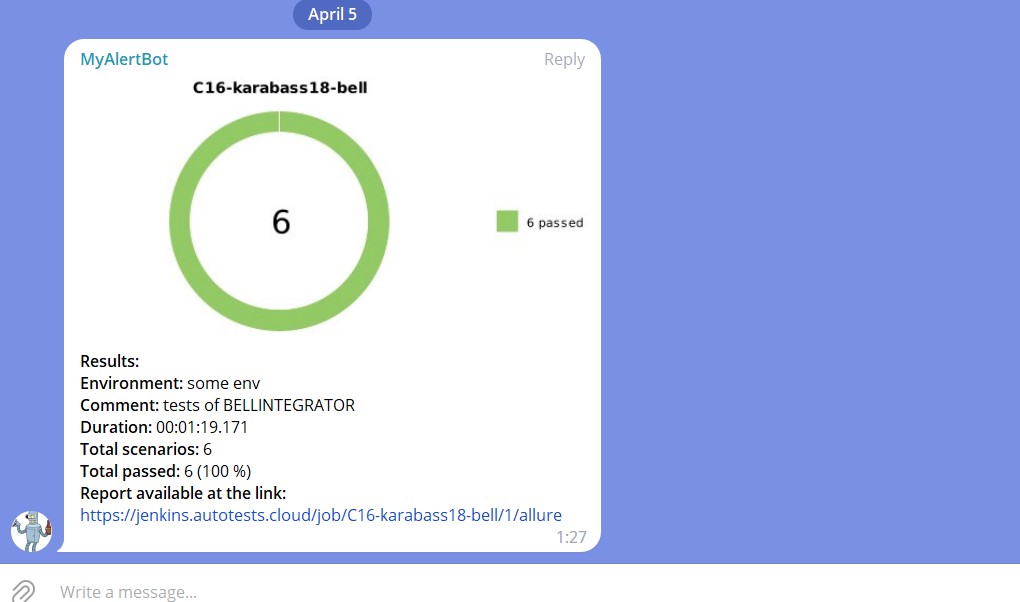 April 5
MyAlertBot Reply
C16-karabass18-bell
6
6 passed
Results:
Environment: some env
Comment: tests of BELLINTEGRATOR
Duration: 00:01:19.171
Total scenarios: 6
Total passed: 6 (100 %)
Report available at the link:
https://jenkins.autotests.cloud/job/C16-karabass18-bell/1/allure
1:27
Write a message...